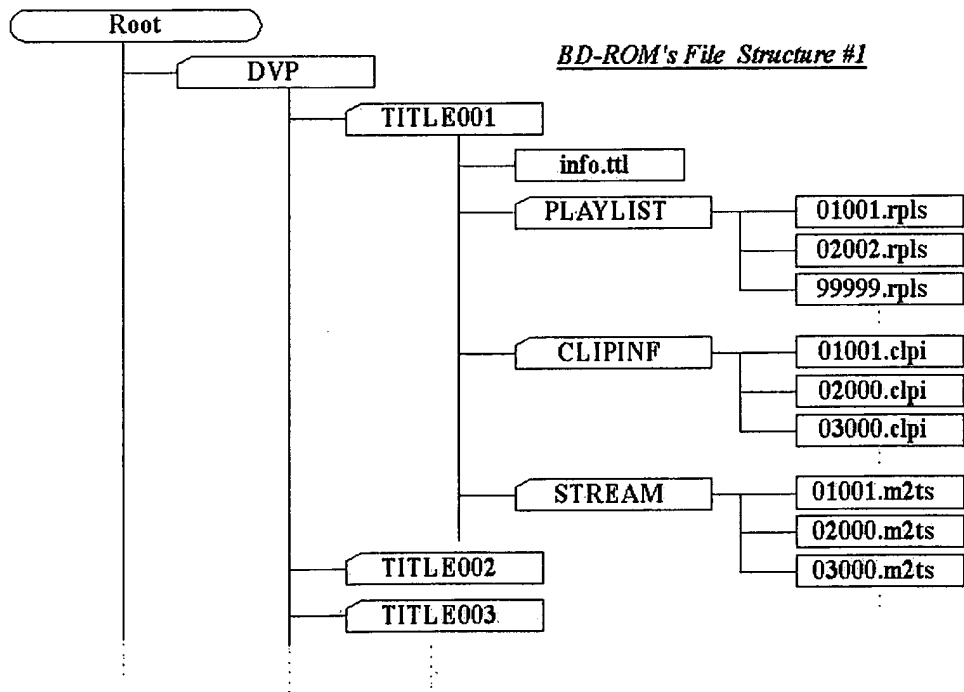 Root
BD-ROM's File Structure #1
DVP
TITLE001
info.ttl
PLAYLIST
01001.rpls
02002.rpls
99999.rpls
CLIPINF
01001.clpi
02000.clpi
03000.clpi
STREAM
01001.m2ts
02000.m2ts
03000.m2ts
TITLE002
TITLE003